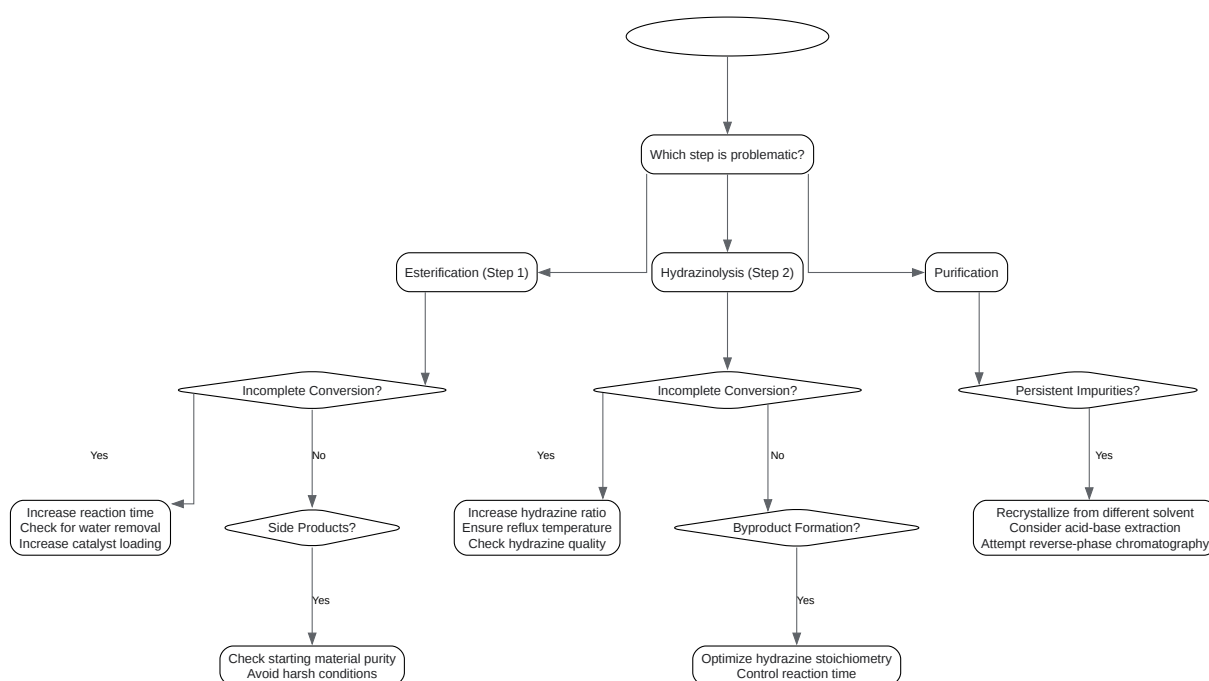 Which step is problematic?
Esterification (Step 1)
Hydrazinolysis (Step 2)
Purification
Incomplete Conversion?
Incomplete Conversion?
Persistent Impurities?
Yes
No
Yes
No
Yes
Increase reaction time
Check for water removal
Increase catalyst loading
Side Products?
Increase hydrazine ratio
Ensure reflux temperature
Check hydrazine quality
Byproduct Formation?
Recrystallize from different solvent
Consider acid-base extraction
Attempt reverse-phase chromatography
Yes
Yes
Check starting material purity
Avoid harsh conditions
Optimize hydrazine stoichiometry
Control reaction time